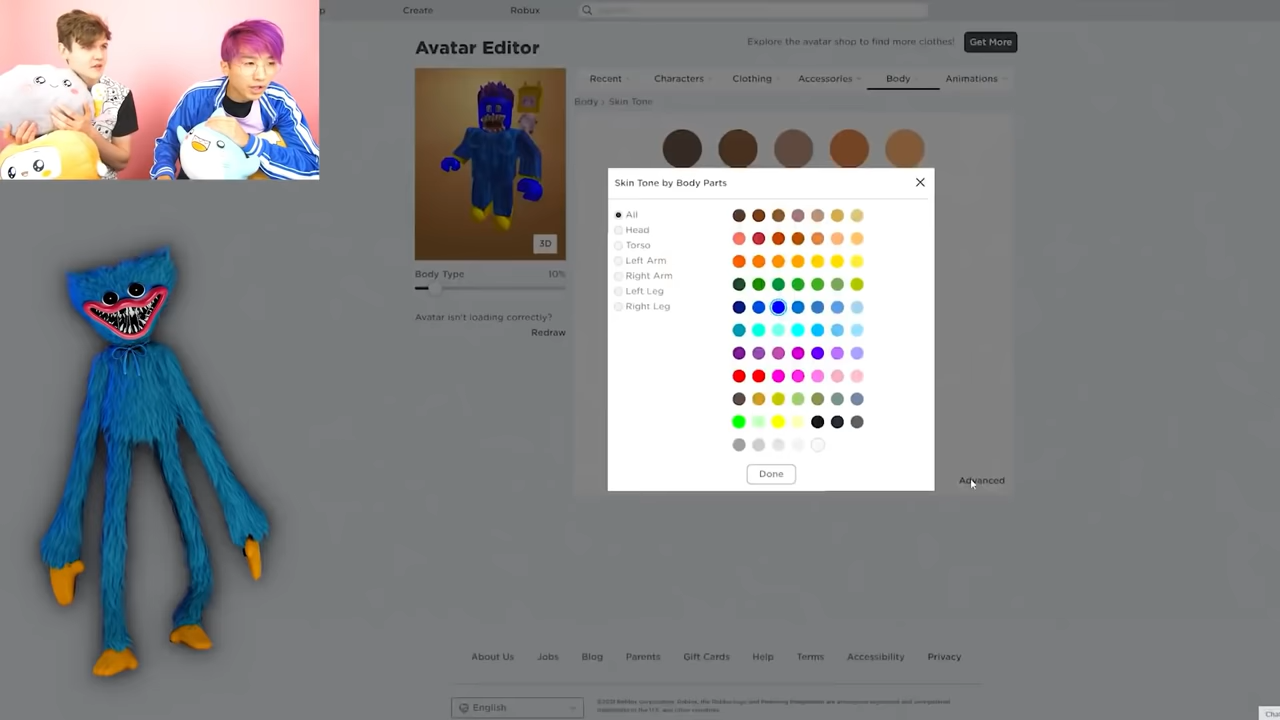 Create
Robux
Avatar Editor
Explore the avatar shop to find more clothes!
Get More
Recent
Characters
Clothing
Accessories
Body
Animations
Body
Skin Tone
3D
Body Type
10%
Avatar isn't loading correctly?
Redraw
Skin Tone by Body Parts
All
Head
Torso
Left Arm
Right Arm
Left Leg
Right Leg
Done
Advanced
About Us
Jobs
Blog
Parents
Gift Cards
Help
Terms
Accessibility
Privacy
English